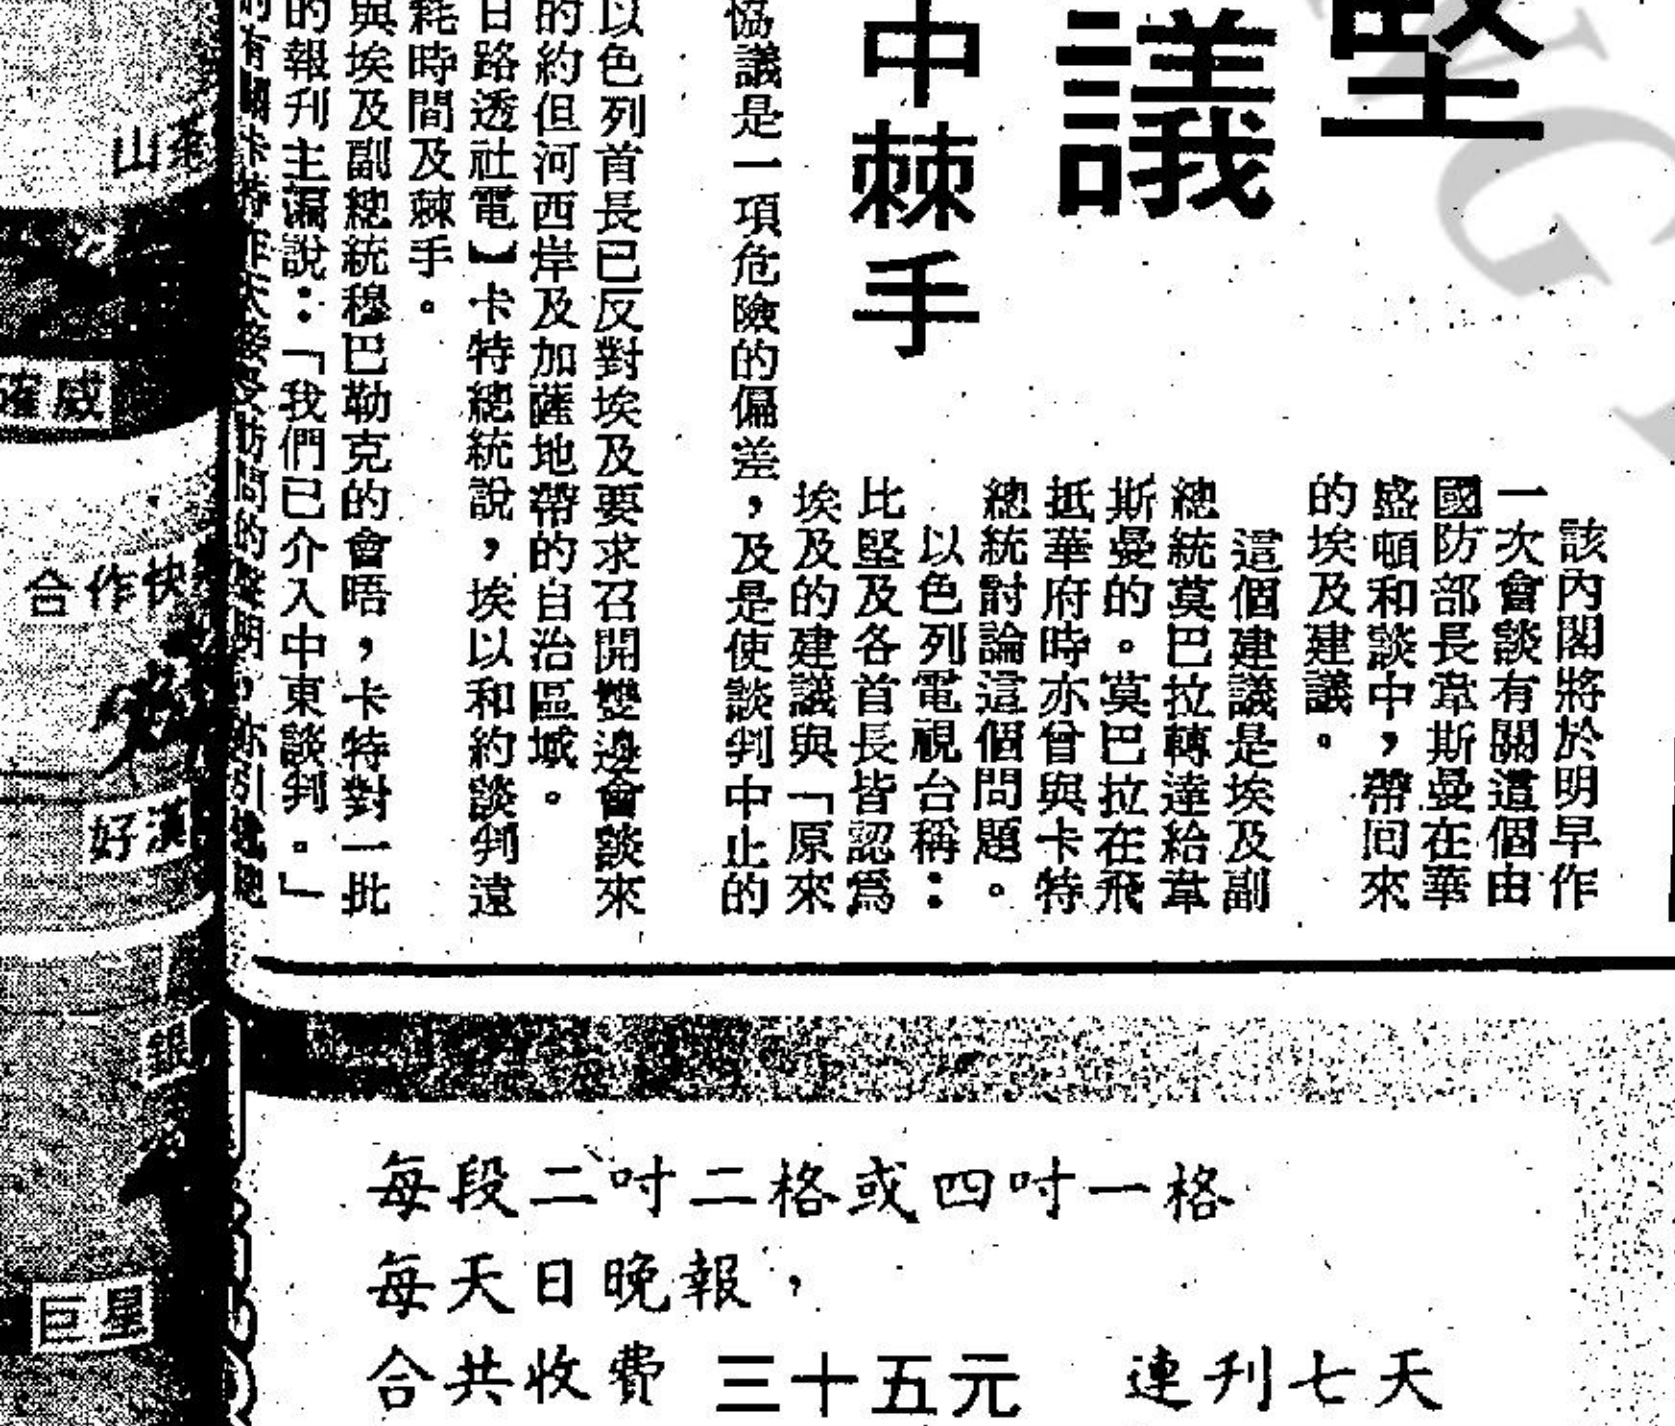 堅
議
中棘手
該內閣將於明早作
一次會談有關這個由
國防部長韋斯曼在華
盛頓和談中，帶回來
的埃及建議。
這個建議是埃及副
總統莫巴拉轉達給韋
斯曼的。莫巴拉在飛
抵華府時亦曾與卡特
總統討論這個問題。
以色列電視台稱：
比堅及各首長皆認爲
埃及的建議與「原來
協議是一項危險的偏差，及是使談判中止的
以色列首長已反對埃及要求召開雙邊會談來
的約但河西岸及加薩地帶的自治區域。
日路透社電】卡特總統說，埃以和約談判遠
耗時間及棘手。
與埃及副總統穆巴勒克的會晤，卡特對一批
的報刊主漏說：「我們已介入中東談判。」
山
確威
合作快
好漢
銀
巨星
每段二吋二格或四吋一格
每天日晚報，
合共收費 三十五元 連刊七天